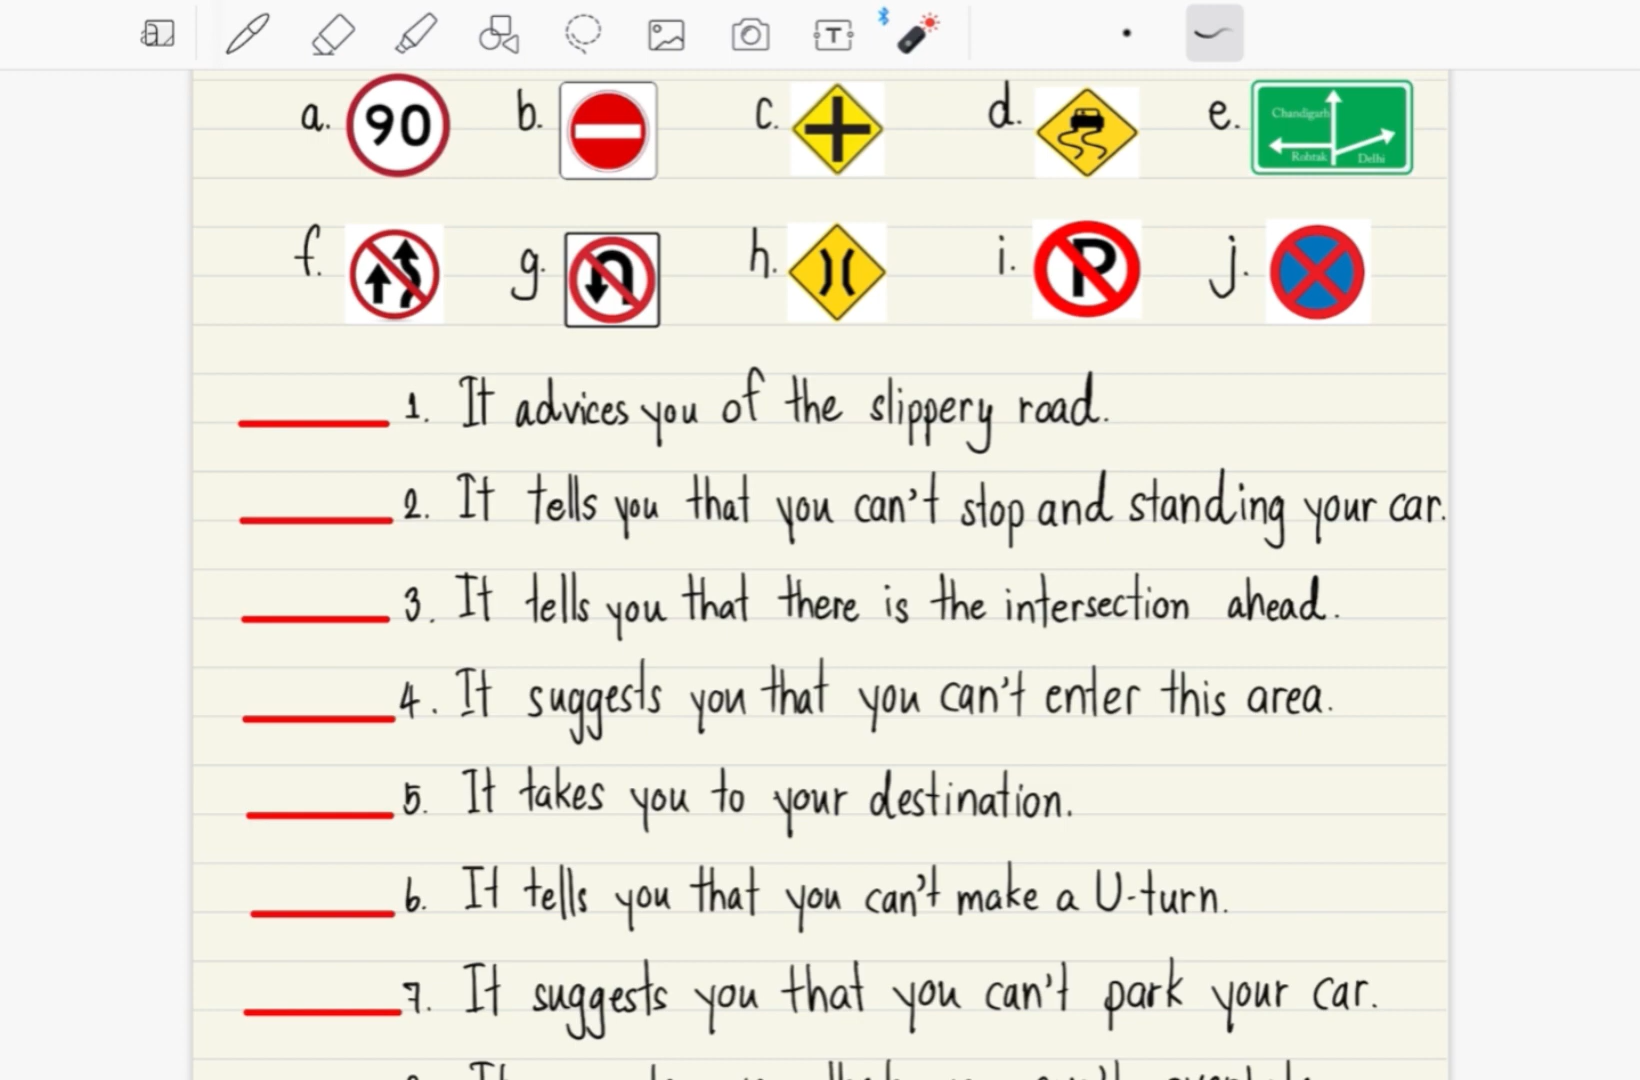 a. 90 b. c. d. e. Chandigarh Rohtak Delhi
f. g. h. i. P j.
1. It advices you of the slippery road.
2. It tells you that you can't stop and standing your car.
3. It tells you that there is the intersection ahead.
4. It suggests you that you can't enter this area.
5. It takes you to your destination.
6. It tells you that you can't make a U-turn.
7. It suggests you that you can't park your car.